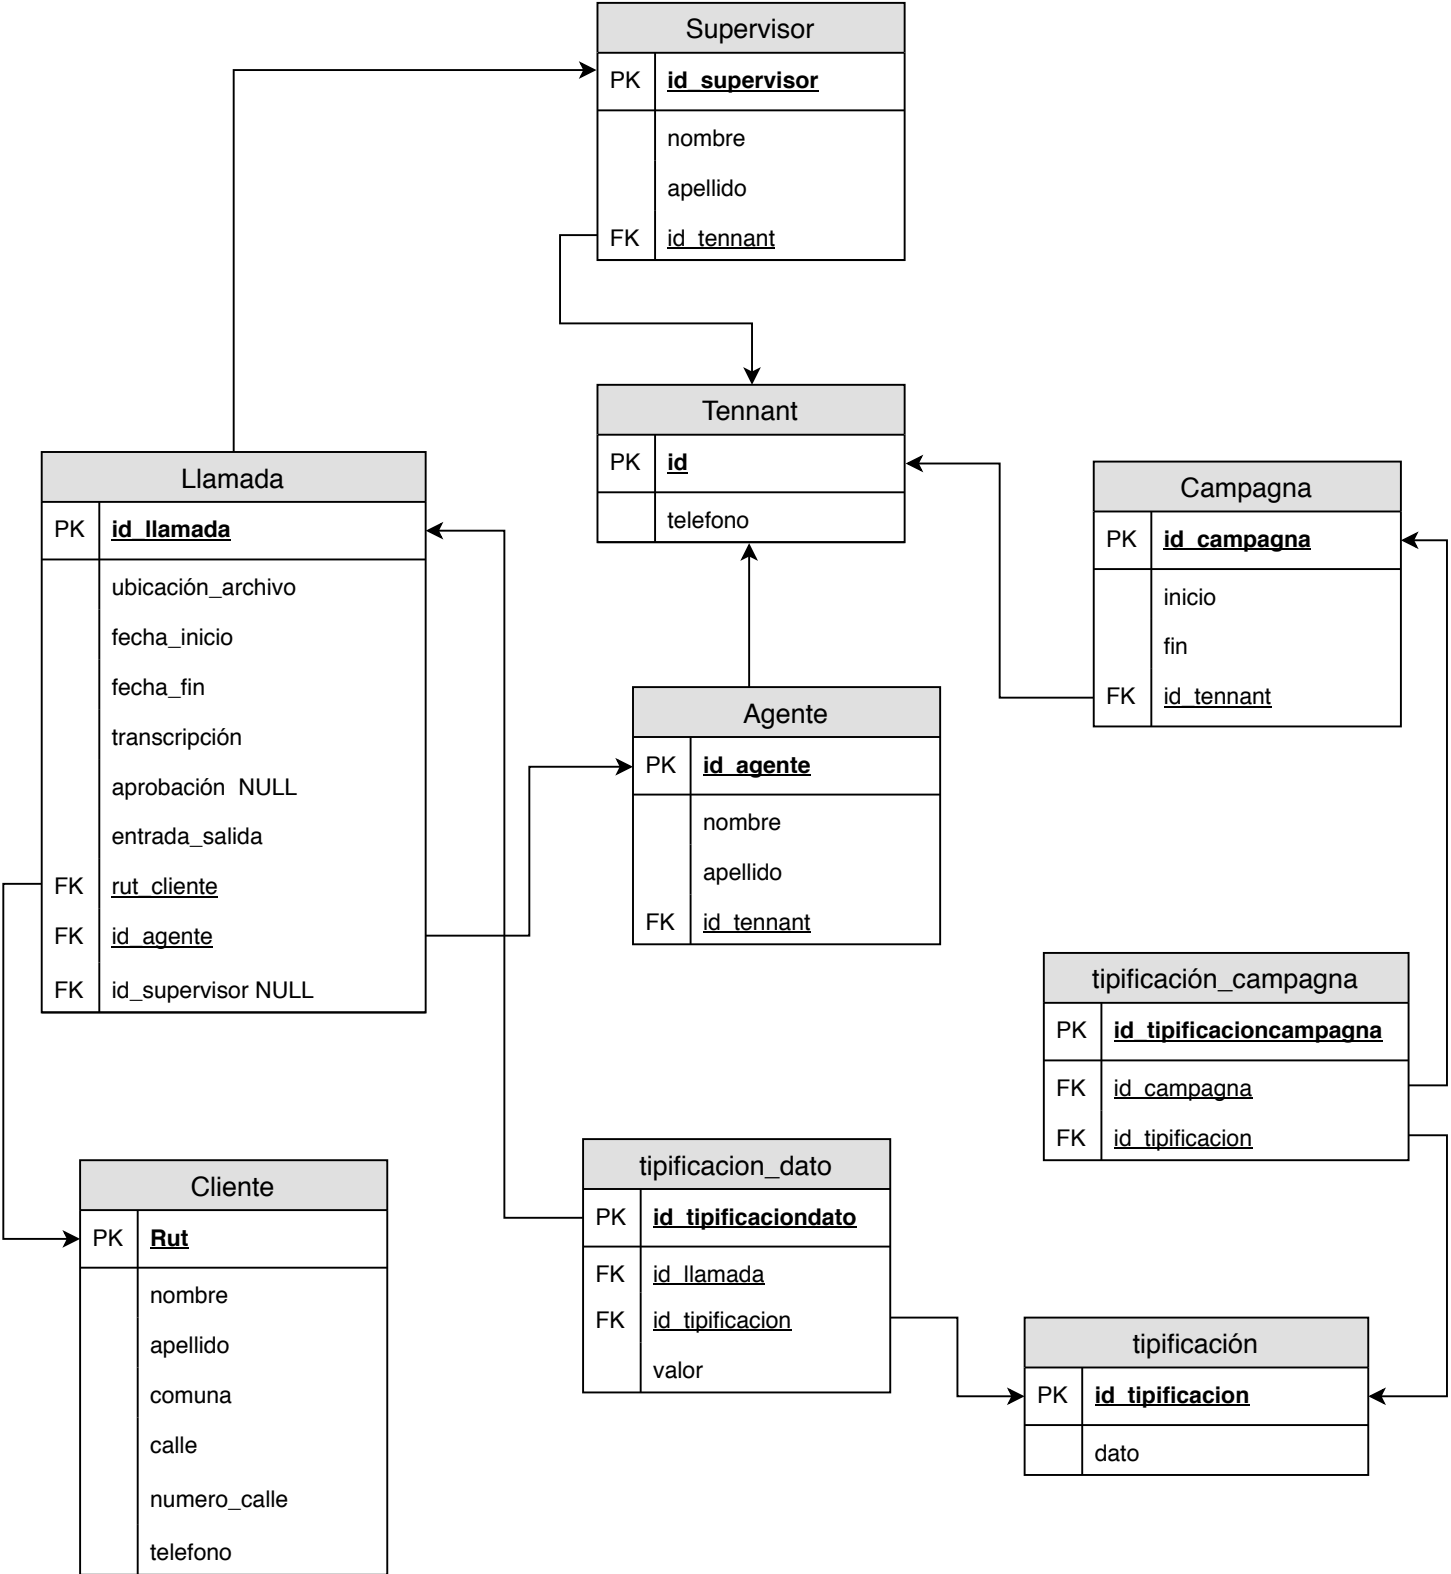 Supervisor
PK id_supervisor
nombre
apellido
FK id_tennant
Tennant
PK id
telefono
Llamada
PK id_llamada
ubicación_archivo
fecha_inicio
fecha_fin
transcripción
aprobación NULL
entrada_salida
FK rut_cliente
FK id_agente
FK id_supervisor NULL
Campagna
PK id_campagna
inicio
fin
FK id_tennant
Agente
PK id_agente
nombre
apellido
FK id_tennant
tipificación_campagna
PK id_tipificacioncampagna
FK id_campagna
FK id_tipificacion
Cliente
PK Rut
nombre
apellido
comuna
calle
numero_calle
telefono
tipificacion_dato
PK id_tipificaciondato
FK id_llamada
FK id_tipificacion
valor
tipificación
PK id_tipificacion
dato